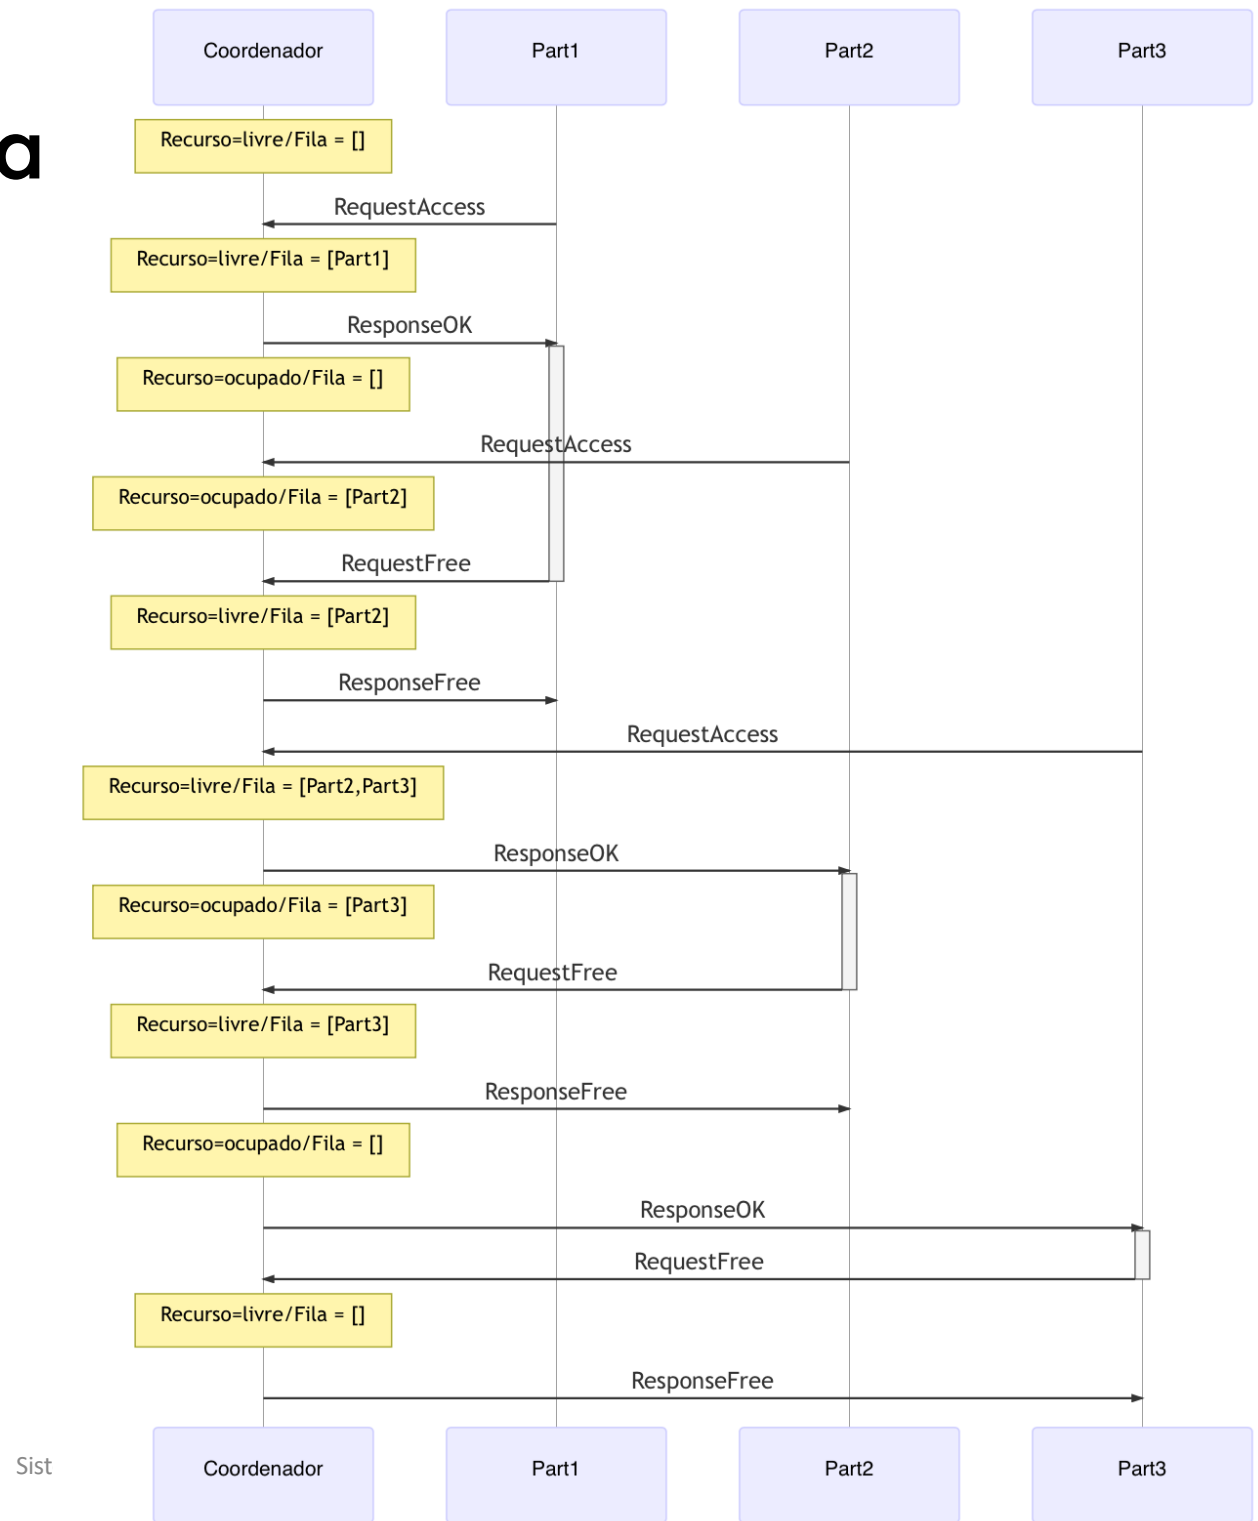 Coordenador Part1 Part2 Part3
Recurso=livre/Fila = []
a
RequestAccess
Recurso=livre/Fila = [Part1]
ResponseOK
Recurso=ocupado/Fila = []
RequestAccess
Recurso=ocupado/Fila = [Part2]
RequestFree
Recurso=livre/Fila = [Part2]
ResponseFree
RequestAccess
Recurso=livre/Fila = [Part2,Part3]
ResponseOK
Recurso=ocupado/Fila = [Part3]
RequestFree
Recurso=livre/Fila = [Part3]
ResponseFree
Recurso=ocupado/Fila = []
ResponseOK
RequestFree
Recurso=livre/Fila = []
ResponseFree
Sist
Coordenador Part1 Part2 Part3